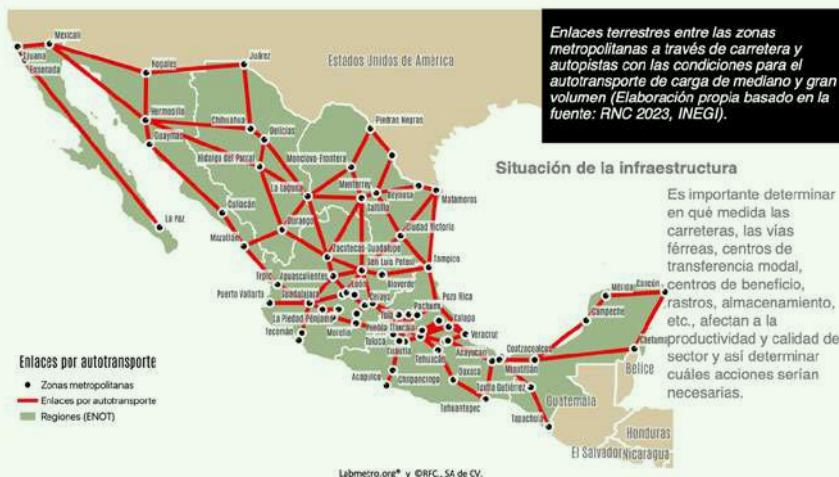 Enlaces terrestres entre las zonas
metropolitanas a través de carretera y
autopistas con las condiciones para el
autotransporte de carga de mediano y gran
volumen (Elaboración propia basado en la
fuente: RNC 2023, INEGI).
Situación de la infraestructura
Es importante determinar
en qué medida las
carreteras, las vías
férreas, centros de
transferencia modal,
centros de beneficio,
rastros, almacenamiento,
etc., afectan a la
productividad y calidad de
sector y así determinar
cuáles acciones serían
necesarias.
Mexicali
Tijuana
Ensenada
Nogales
Juárez
Estados Unidos de América
Hermosillo
Guaymas
Chihuahua
Delicias
Piedras Negras
Hidalgo del Parral
Monclova-Frontera
La Laguna
Monterrey
Reynosa
Saltillo
Matamoros
La Paz
Culiacán
Durango
Ciudad Victoria
Mazatlán
Zacatecas-Guadalupe
San Luis Potosí
Tampico
Tepic
Aguascalientes
Rioverde
Puerto Vallarta
Guadalajara
León
Celaya
Poza Rica
Mérida
Cancún
La Piedad Pénjamo
Tula
Pachuca
Xalapa
Campeche
Tecomán
Morelia
Puebla Tlaxcala
Veracruz
Chetumal
Toluca
Tehuacán
Acayucan
Coatzacoalcos
Cuautla
Minatitlán
Belice
Acapulco
Chilpancingo
Oaxaca
Tuxtla Gutiérrez
Guatemala
Tehuantepec
Tapachula
Honduras
El Salvador
Nicaragua
Enlaces por autotransporte
Zonas metropolitanas
Enlaces por autotransporte
Regiones (ENOT)
Labmetro.org® y ©RFC., SA de CV.